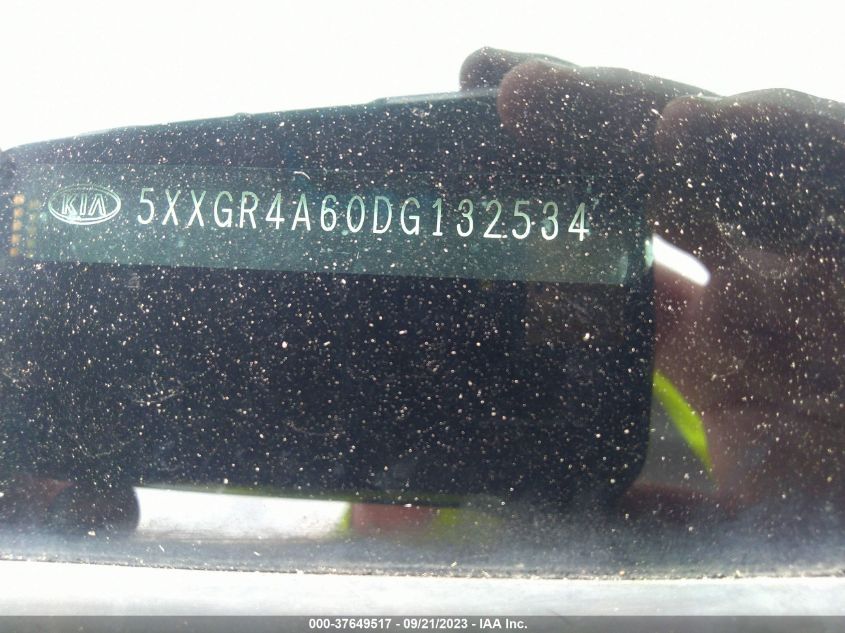 KIA 5XXGR4A60DG132534
000-37649517 - 09/21/2023 - IAA Inc.